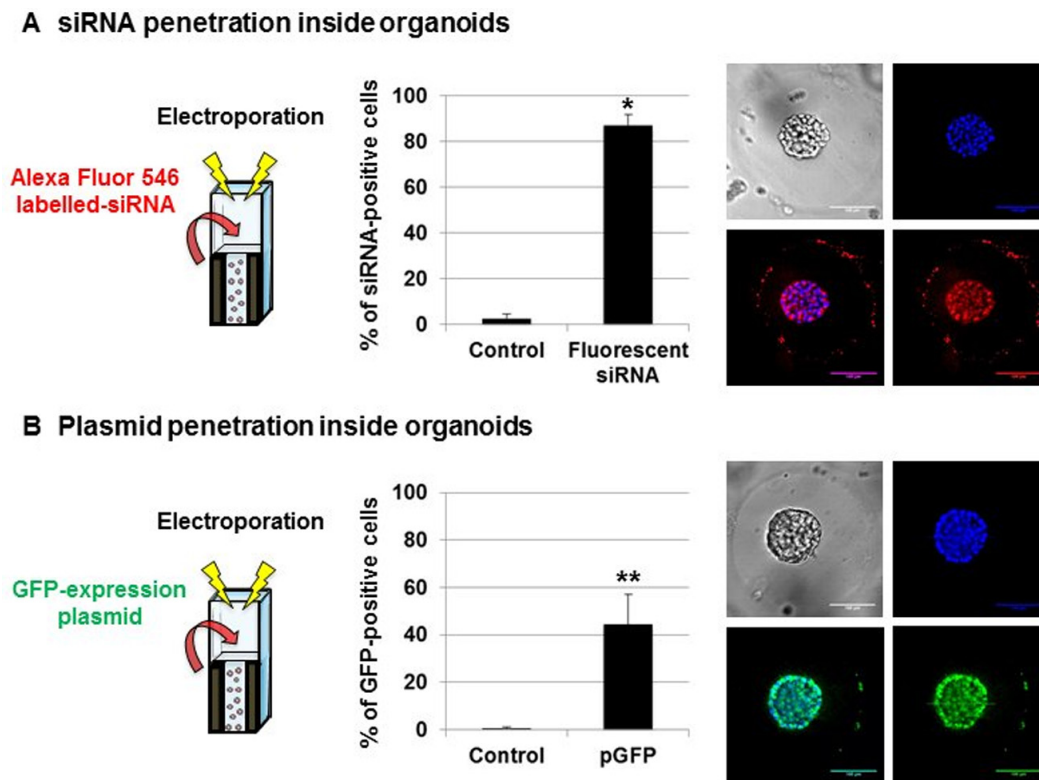 A siRNA penetration inside organoids
Electroporation
Alexa Fluor 546
labelled-siRNA
% of siRNA-positive cells
100
80
60
40
20
0
*
Control
Fluorescent
siRNA
B Plasmid penetration inside organoids
Electroporation
GFP-expression
plasmid
% of GFP-positive cells
100
80
60
40
20
0
**
Control
pGFP